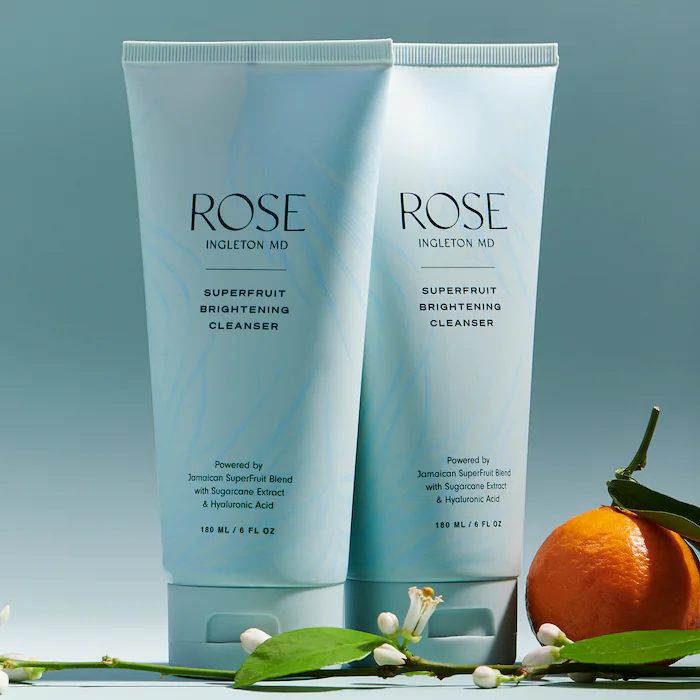 ROSE
INGLETON MD
SUPERFRUIT
BRIGHTENING
CLEANSER
Powered by
Jamaican SuperFruit Blend
with Sugarcane Extract
& Hyaluronic Acid
180 ML / 6 FL OZ
ROSE
INGLETON MD
SUPERFRUIT
BRIGHTENING
CLEANSER
Powered by
Jamaican SuperFruit Blend
with Sugarcane Extract
& Hyaluronic Acid
180 ML / 6 FL OZ